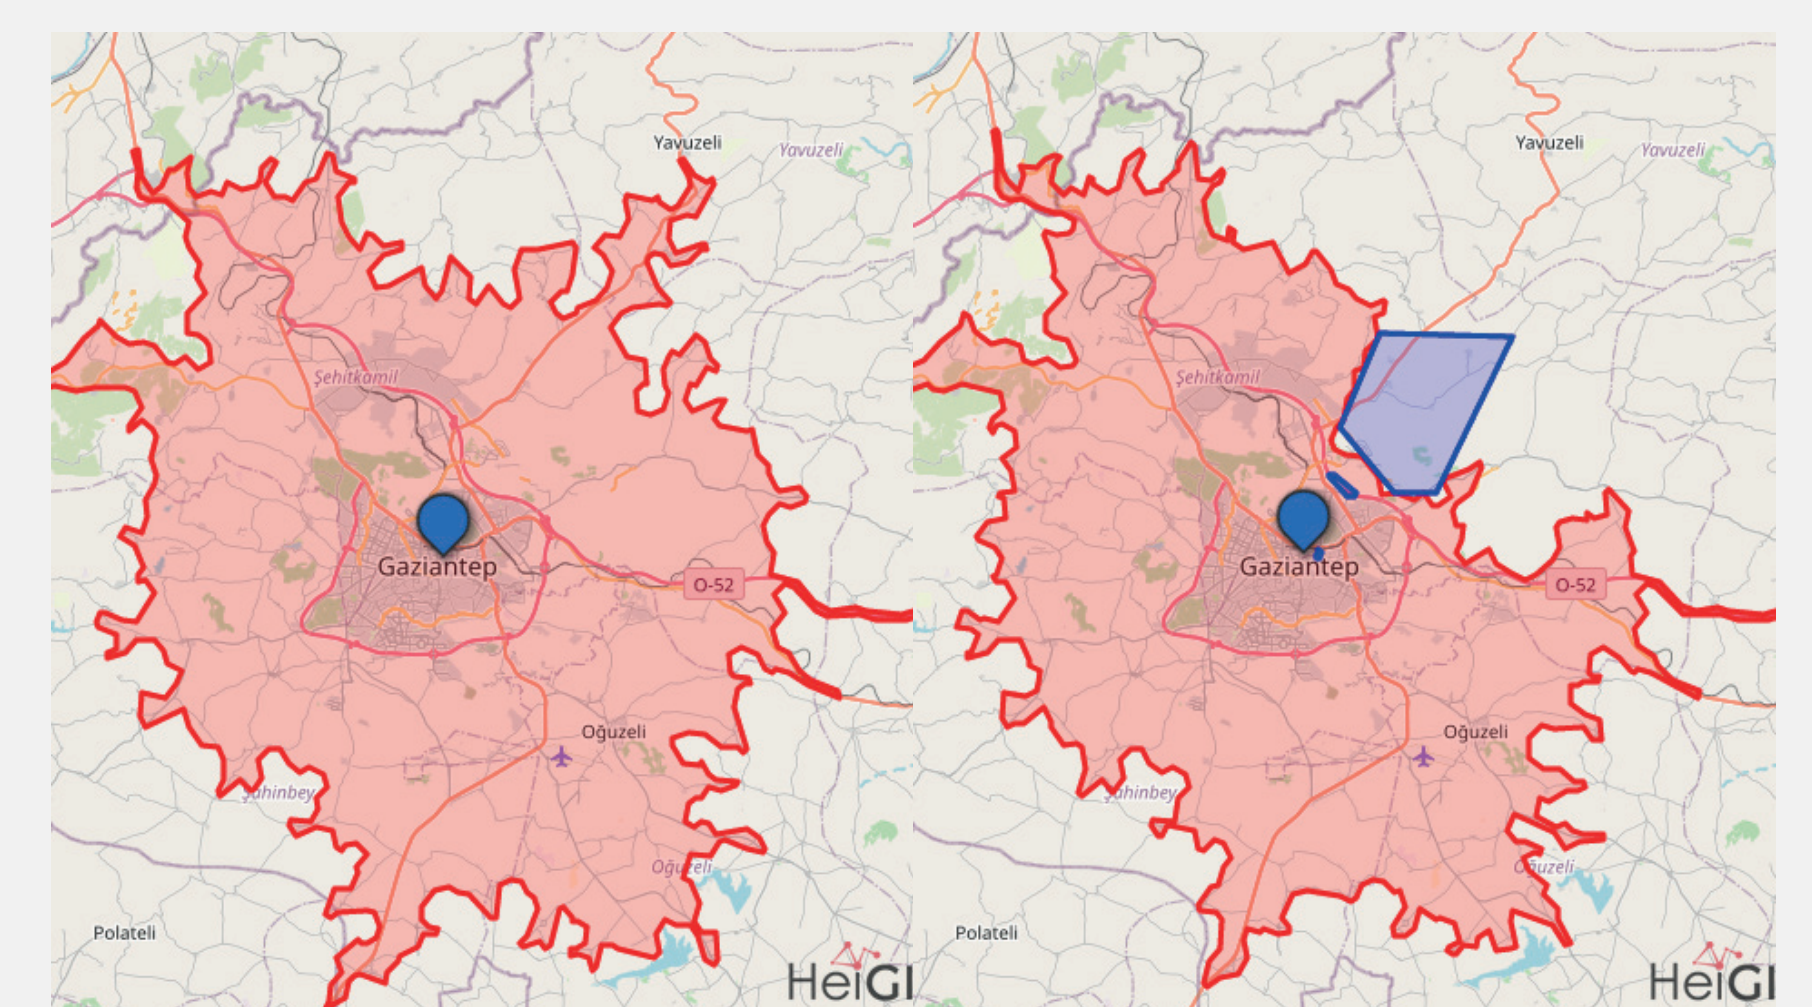 Yavuzeli
Yavuzeli
Şehitkamil
Gaziantep
O-52
Oğuzeli
Şahinbey
Oğuzeli
Polateli
HeiGI
Yavuzeli
Yavuzeli
Şehitkamil
Gaziantep
O-52
Oğuzeli
Şahinbey
Oğuzeli
Polateli
HeiGI